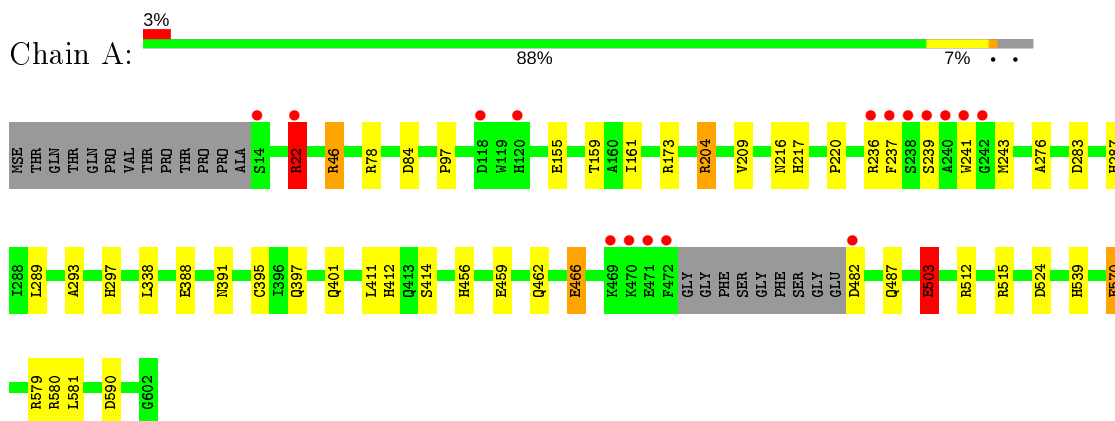 3%
Chain A:
88%
7%
MSE THR GLN THR GLN PRO VAL THR PRO THR PRO PRO ALA S14 R22 R46 R78 D84 P97 D118 W119 H120 E155 T159 A160 I161 R173 R204 V209 N216 H217 P220 R236 F237 S238 S239 A240 W241 G242 M243 A276 D283 H287
I288 L289 A293 H297 L338 E388 N391 C395 I396 Q397 Q401 L411 H412 Q413 S414 H456 E459 Q462 E466 K469 K470 E471 F472 GLY GLY PHE SER GLY PHE SER GLY GLU D482 Q487 E503 R512 R515 D524 H539 E570
R579 R580 L581 D590 G602